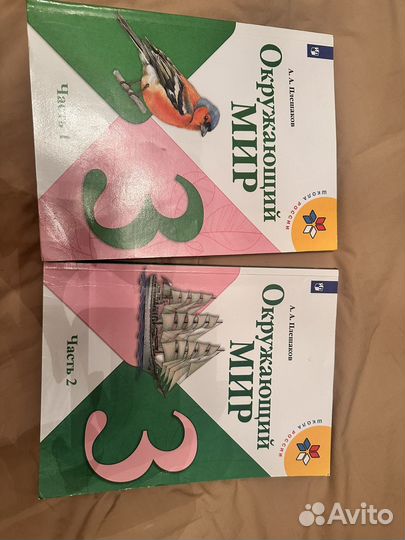 А. А. Плешаков
Окружающий
МИР
3
Часть 1
ШКОЛА РОССИИ
А. А. Плешаков
Окружающий
МИР
3
Часть 2
ШКОЛА РОССИИ
Avito